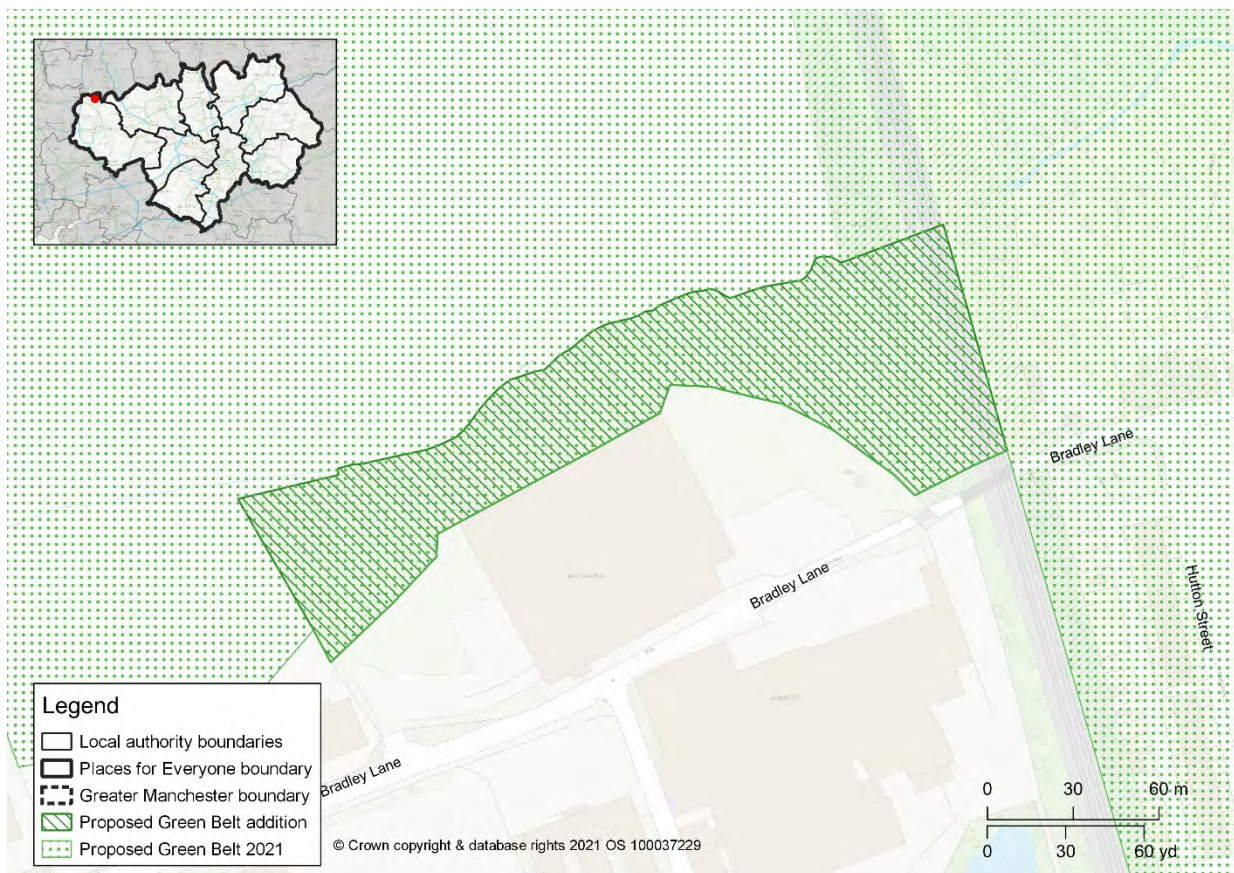 Bradley Lane
Hutton Street
Bradley Lane
Bradley Lane
Legend
Local authority boundaries
Places for Everyone boundary
Greater Manchester boundary
Proposed Green Belt addition
Proposed Green Belt 2021
© Crown copyright & database rights 2021 OS 100037229
0 30 60 m
0 30 60 yd